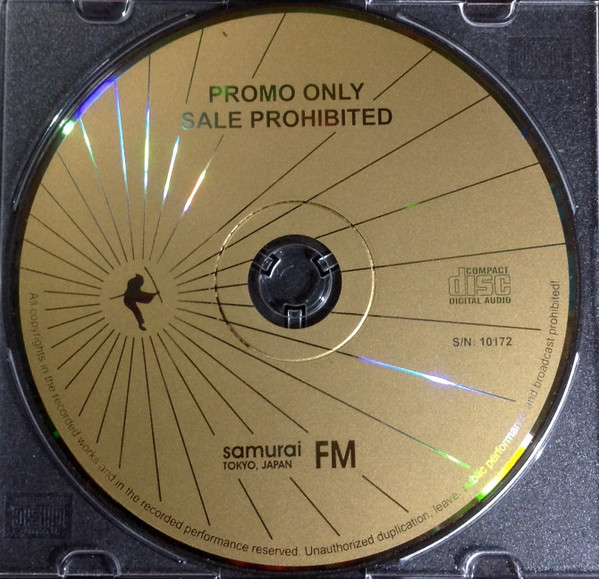 PROMO ONLY
SALE PROHIBITED
COMPACT
disc
DIGITAL AUDIO
S/N: 10172
samurai FM
TOKYO, JAPAN
All copyrights in the recorded works and in the recorded performance reserved. Unauthorized duplication, leave, public performance and broadcast prohibited!